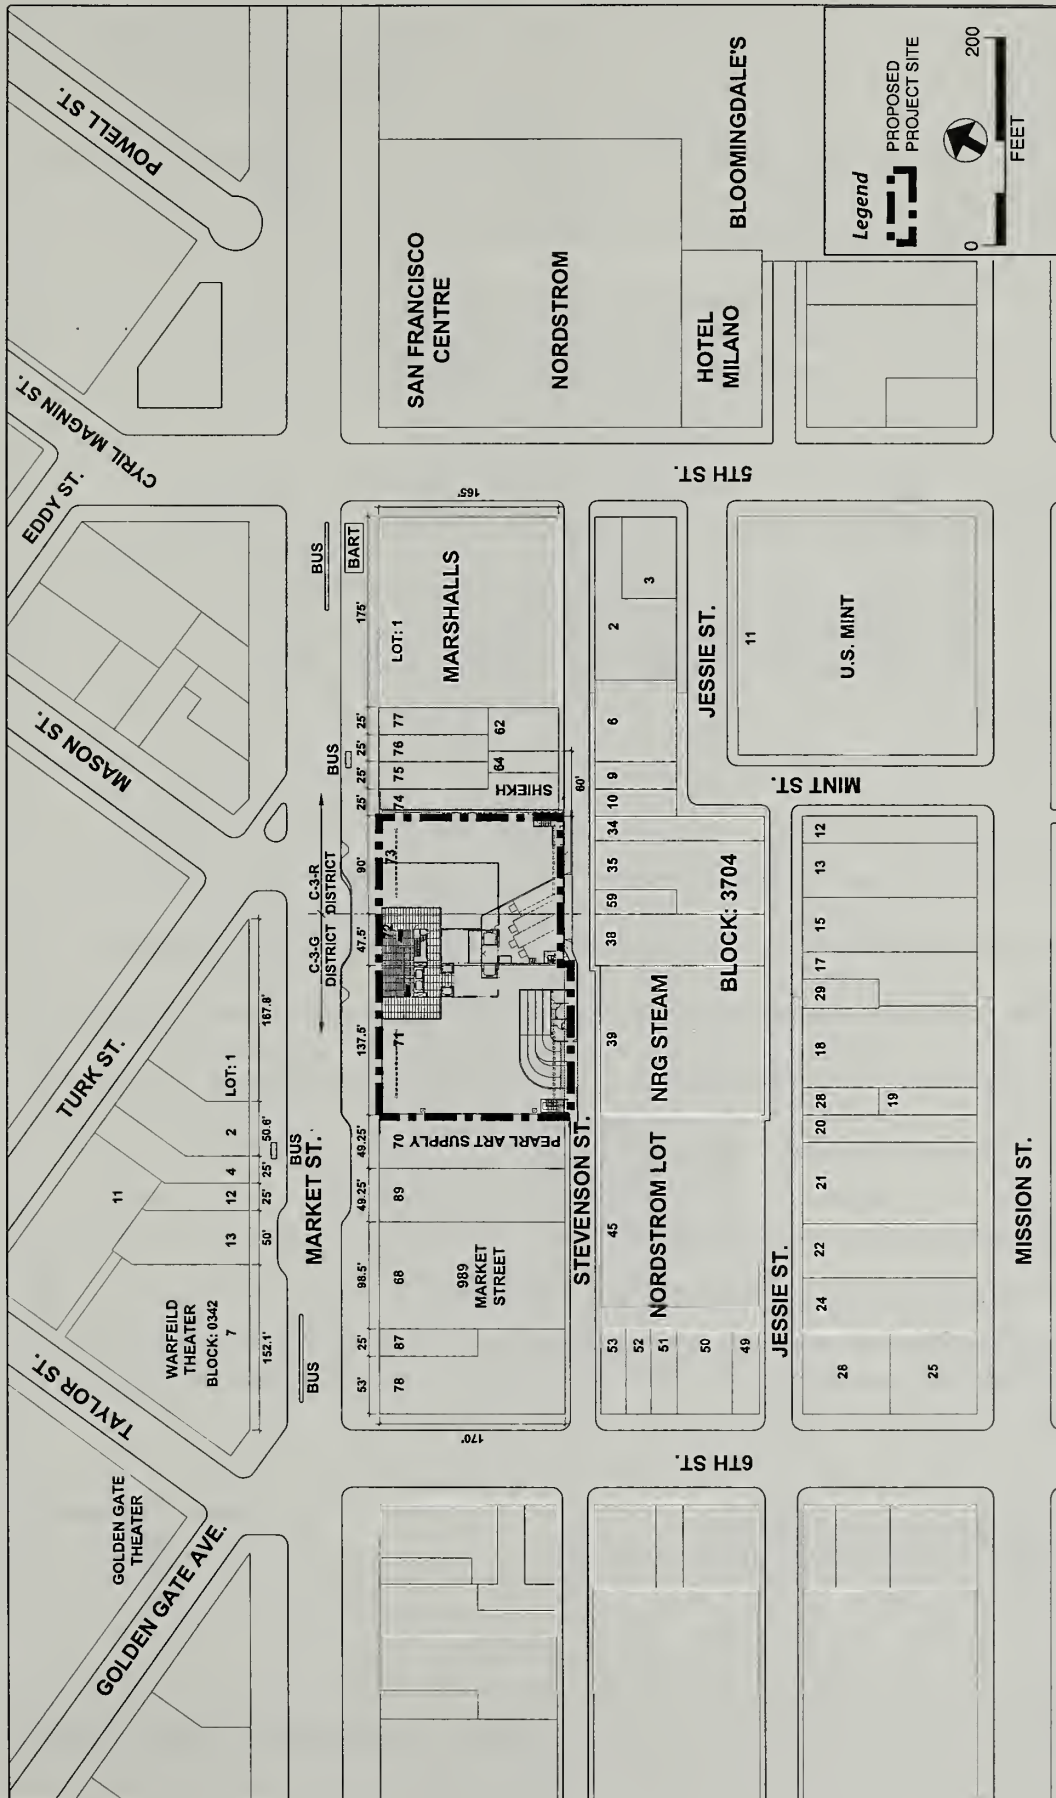 POWELL ST.
CYRIL MAGNIN ST.
EDDY ST.
MASON ST.
TURK ST.
TAYLOR ST.
GOLDEN GATE AVE.
GOLDEN GATE
THEATER
WARFEILD
THEATER
BLOCK: 0342
7
11
13
12
4
2
LOT: 1
152.1'
50'
25'
25'
50.6'
167.8'
BUS
BUS
BUS
BUS
BART
MARKET ST.
C-3-G
DISTRICT
C-3-R
DISTRICT
53'
25'
98.5'
49.25'
49.25'
137.5'
47.5'
90'
25'
25'
25'
25'
175'
170'
165'
78
87
68
89
70
71
72
73
74
75
76
77
LOT: 1
989
MARKET
STREET
PEARL ART SUPPLY
SHIEKH
64
62
MARSHALLS
60'
SAN FRANCISCO
CENTRE
NORDSTROM
HOTEL
MILANO
BLOOMINGDALE'S
STEVENSON ST.
6TH ST.
5TH ST.
53
52
51
50
49
45
NORDSTROM LOT
39
NRG STEAM
38
59
35
34
10
9
6
2
3
BLOCK: 3704
JESSIE ST.
JESSIE ST.
MINT ST.
11
U.S. MINT
28
25
24
22
21
20
28
19
18
29
17
15
13
12
MISSION ST.
Legend
PROPOSED
PROJECT SITE
0
200
FEET